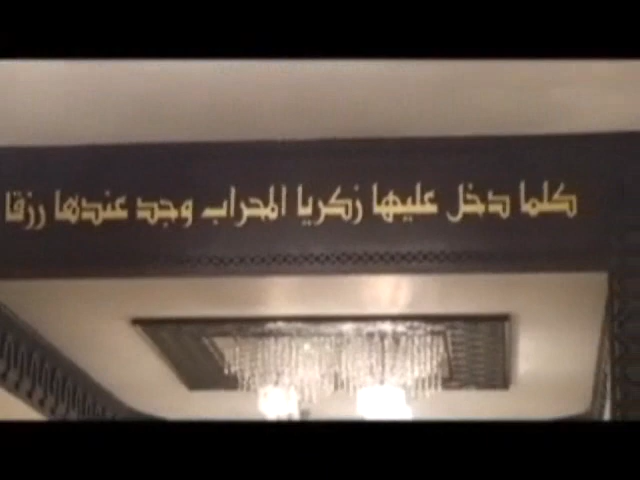 كلما دخل عليها زكريا المحراب وجد عندها رزقا